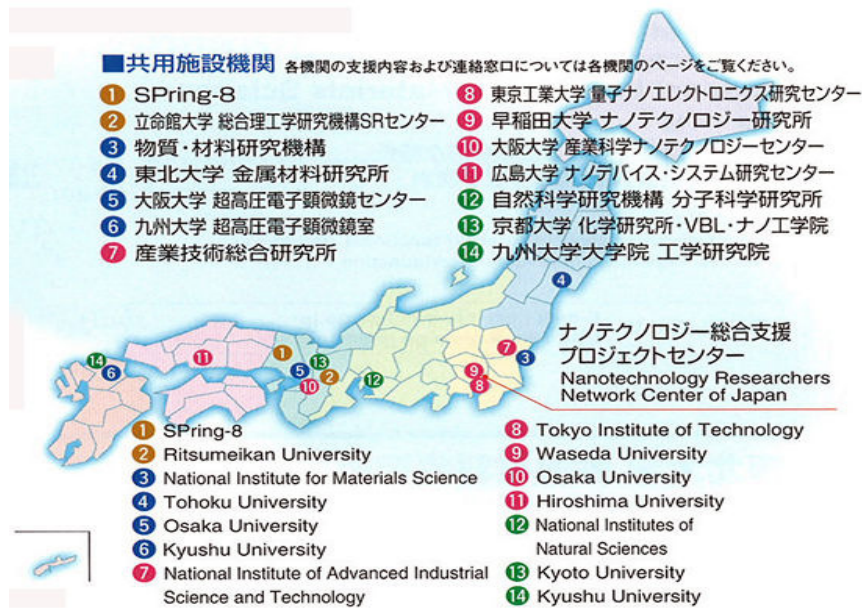 ■共用施設機関 各機関の支援内容および連絡窓口については各機関のページをご覧ください。
1 SPring-8
2 立命館大学 総合理工学研究機構SRセンター
3 物質・材料研究機構
4 東北大学 金属材料研究所
5 大阪大学 超高圧電子顕微鏡センター
6 九州大学 超高圧電子顕微鏡室
7 産業技術総合研究所
8 東京工業大学 量子ナノエレクトロニクス研究センター
9 早稲田大学 ナノテクノロジー研究所
10 大阪大学 産業科学ナノテクノロジーセンター
11 広島大学 ナノデバイス・システム研究センター
12 自然科学研究機構 分子科学研究所
13 京都大学 化学研究所・VBL・ナノ工学院
14 九州大学大学院 工学研究院
4
14
6
11
1
5
13
10
2
12
7
3
9
8
ナノテクノロジー総合支援
プロジェクトセンター
Nanotechnology Researchers
Network Center of Japan
1 SPring-8
2 Ritsumeikan University
3 National Institute for Materials Science
4 Tohoku University
5 Osaka University
6 Kyushu University
7 National Institute of Advanced Industrial
Science and Technology
8 Tokyo Institute of Technology
9 Waseda University
10 Osaka University
11 Hiroshima University
12 National Institutes of
Natural Sciences
13 Kyoto University
14 Kyushu University